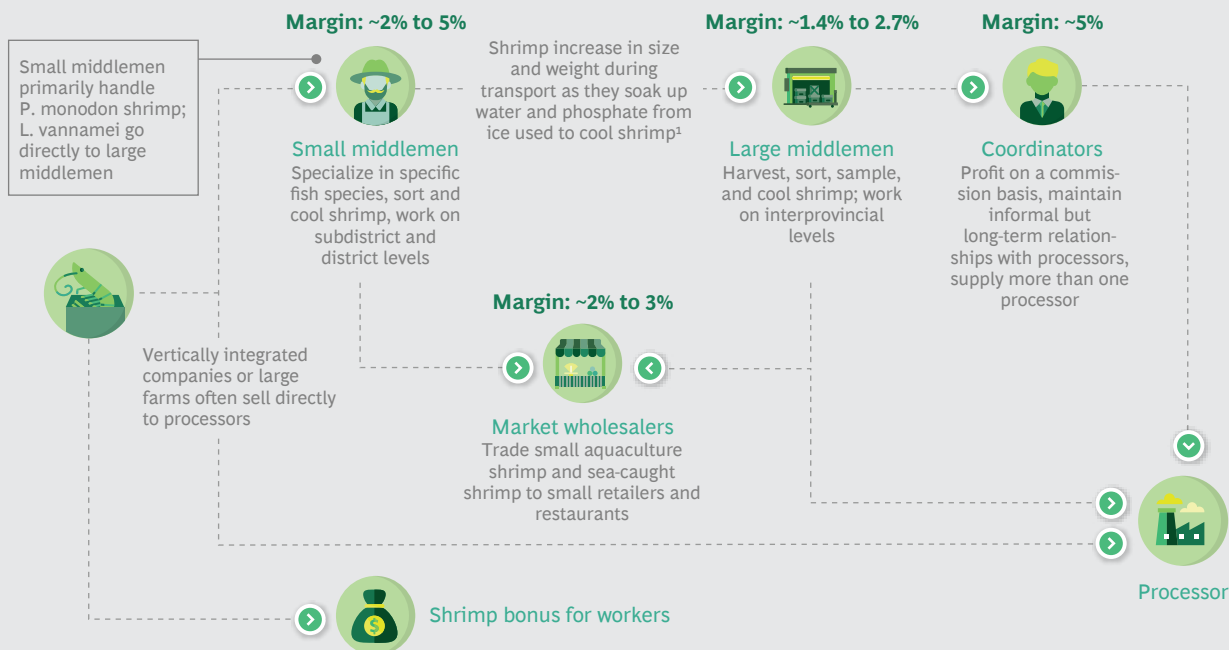 Margin: ~2% to 5%
Margin: ~1.4% to 2.7%
Margin: ~5%
Small middlemen
primarily handle
P. monodon shrimp;
L. vannamei go
directly to large
middlemen
Shrimp increase in size
and weight during
transport as they soak up
water and phosphate from
ice used to cool shrimp¹
Small middlemen
Specialize in specific
fish species, sort and
cool shrimp, work on
subdistrict and
district levels
Large middlemen
Harvest, sort, sample,
and cool shrimp; work
on interprovincial
levels
Coordinators
Profit on a commis-
sion basis, maintain
informal but
long-term relation-
ships with processors,
supply more than one
processor
Margin: ~2% to 3%
Vertically integrated
companies or large
farms often sell directly
to processors
Market wholesalers
Trade small aquaculture
shrimp and sea-caught
shrimp to small retailers and
restaurants
Processor
$
Shrimp bonus for workers